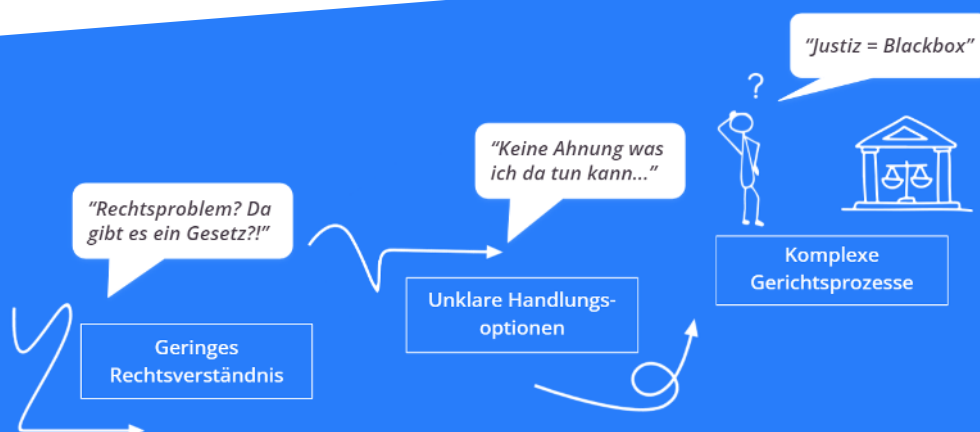 “Justiz = Blackbox”
?
“Keine Ahnung was
ich da tun kann...”
“Rechtsproblem? Da
gibt es ein Gesetz?!”
Komplexe
Gerichtsprozesse
Unklare Handlungs-
optionen
Geringes
Rechtsverständnis